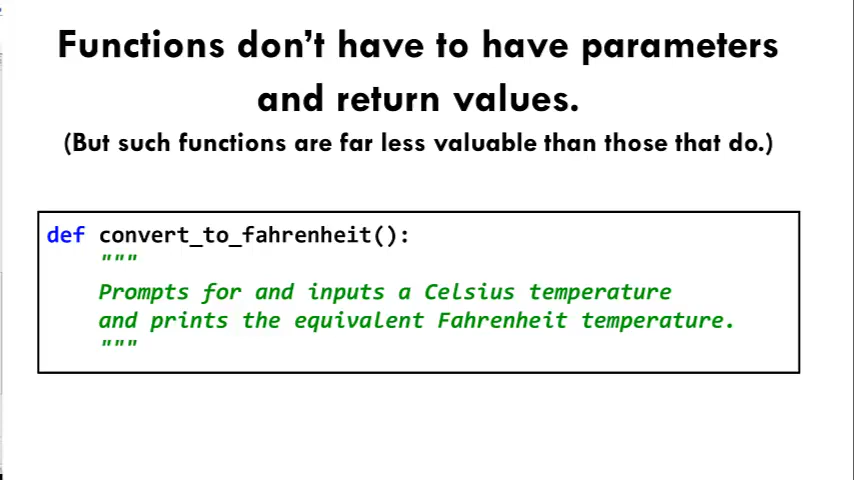 Functions don't have to have parameters
and return values.
(But such functions are far less valuable than those that do.)
def convert_to_fahrenheit():
"""
Prompts for and inputs a Celsius temperature
and prints the equivalent Fahrenheit temperature.
"""